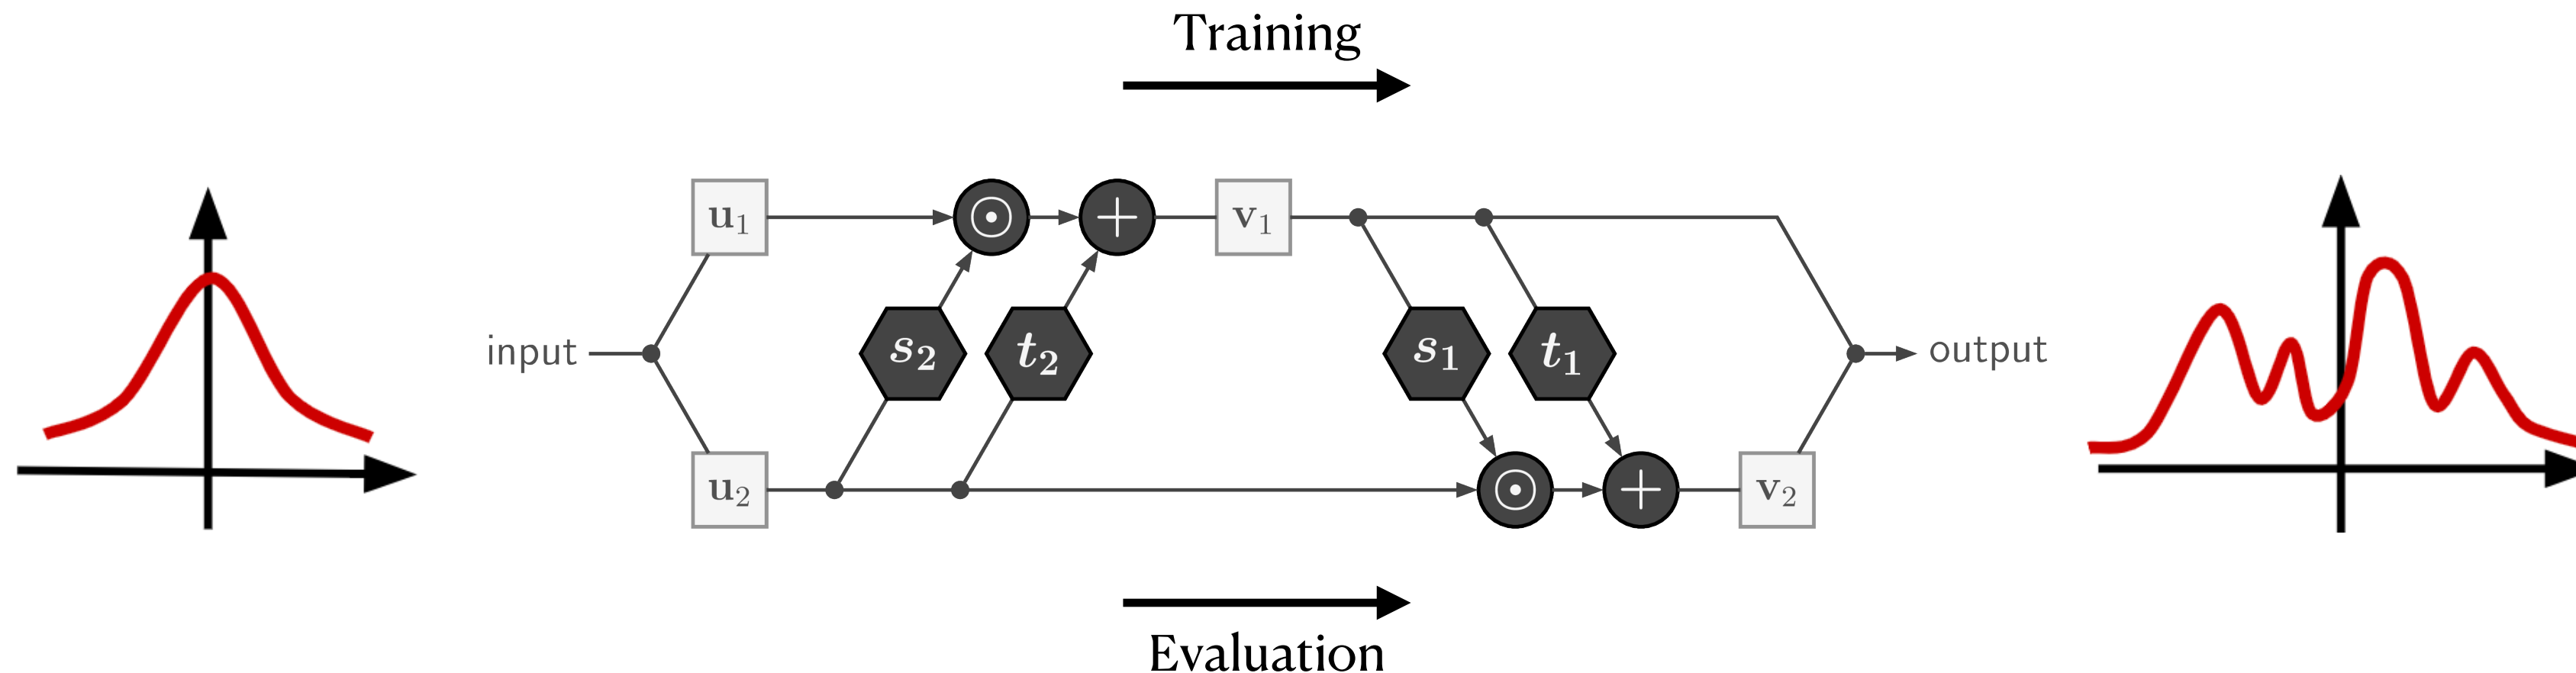 Training
u₁ ⊙ + v₁
input s₂ t₂ s₁ t₁ output
u₂ ⊙ + v₂
Evaluation